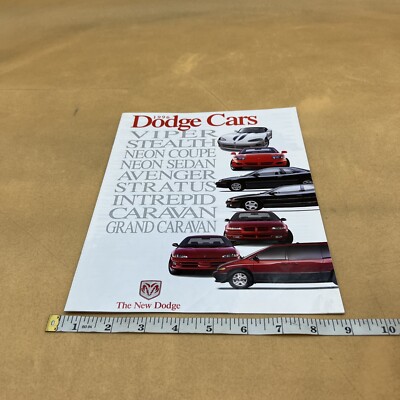 1996
Dodge Cars
VIPER
STEALTH
NEON COUPE
NEON SEDAN
AVENGER
STRATUS
INTREPID
CARAVAN
GRAND CARAVAN
The New Dodge
1 2 3 4 5 6 7 8 9 10